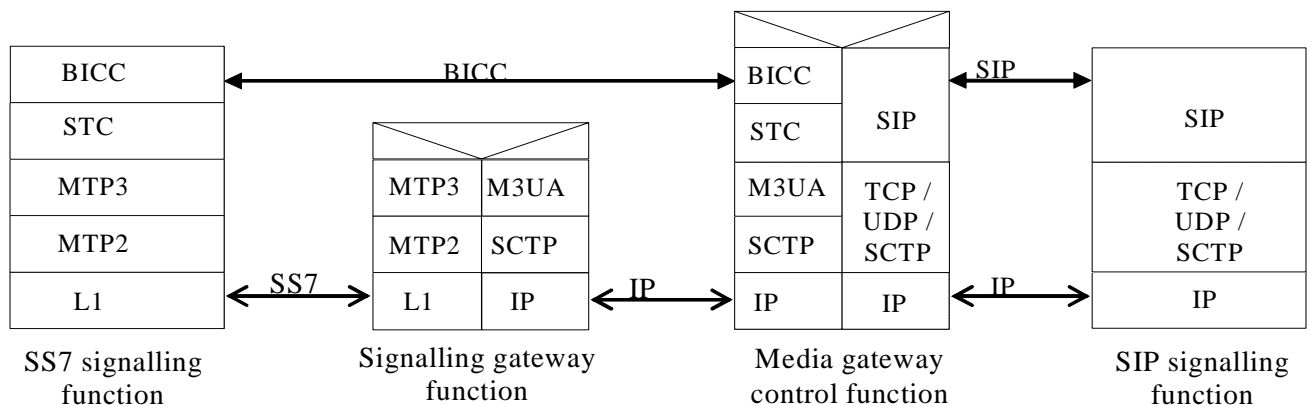 BICC
STC
MTP3
MTP2
L1
SS7 signalling
function
BICC
SS7
MTP3
M3UA
MTP2
SCTP
L1
IP
Signalling gateway
function
IP
BICC
STC
M3UA
SCTP
IP
SIP
TCP /
UDP /
SCTP
IP
Media gateway
control function
SIP
IP
SIP
TCP /
UDP /
SCTP
IP
SIP signalling
function